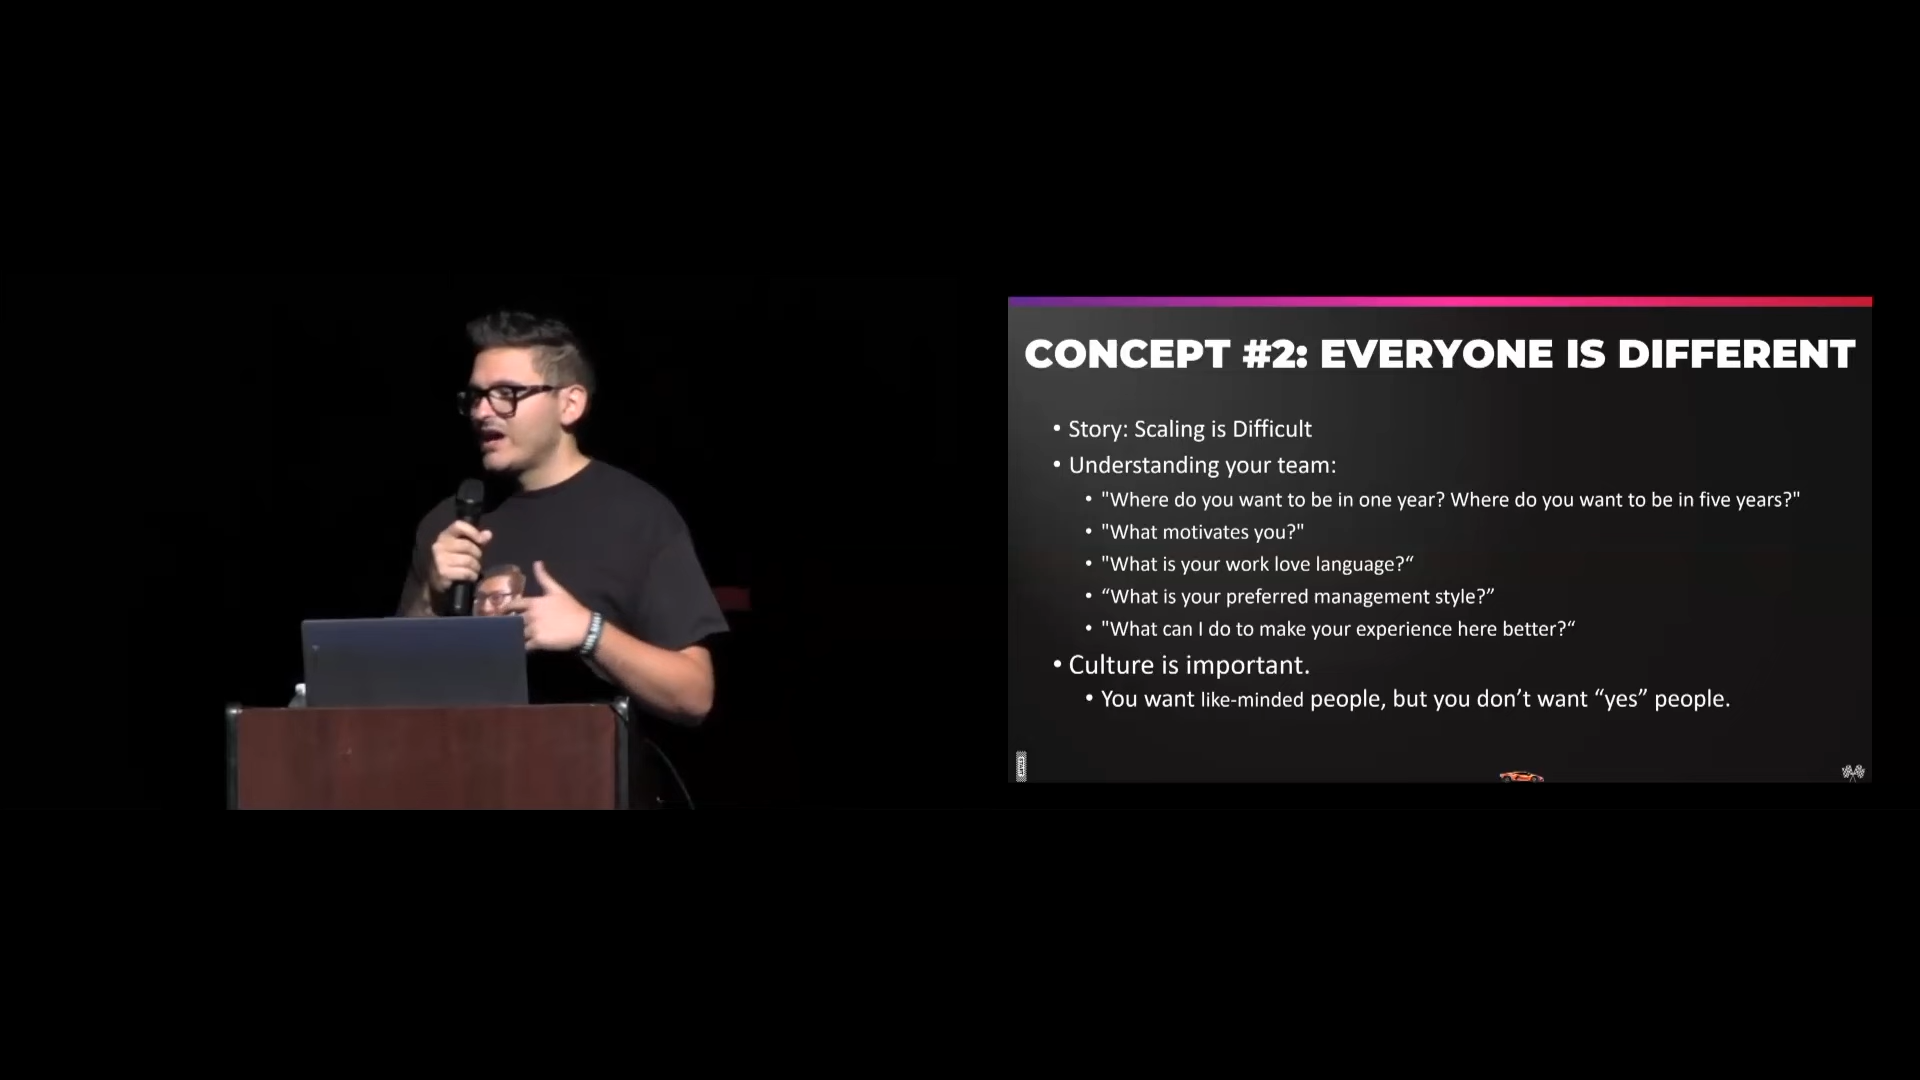 CONCEPT #2: EVERYONE IS DIFFERENT
• Story: Scaling is Difficult
• Understanding your team:
• "Where do you want to be in one year? Where do you want to be in five years?"
• "What motivates you?"
• "What is your work love language?“
• “What is your preferred management style?”
• "What can I do to make your experience here better?“
• Culture is important.
• You want like-minded people, but you don’t want “yes” people.